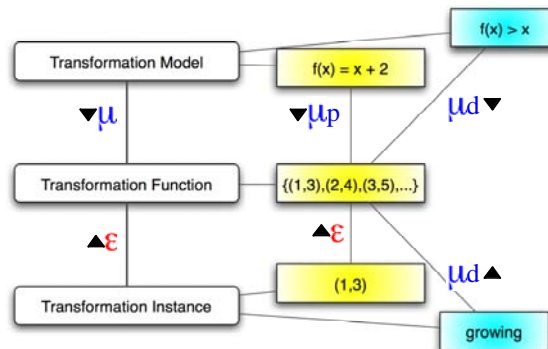 f(x) > x
Transformation Model
f(x) = x + 2
▼μ
▼μp
μd▼
Transformation Function
{(1,3),(2,4),(3,5),...}
▲ε
▲ε
μd▲
(1,3)
Transformation Instance
growing